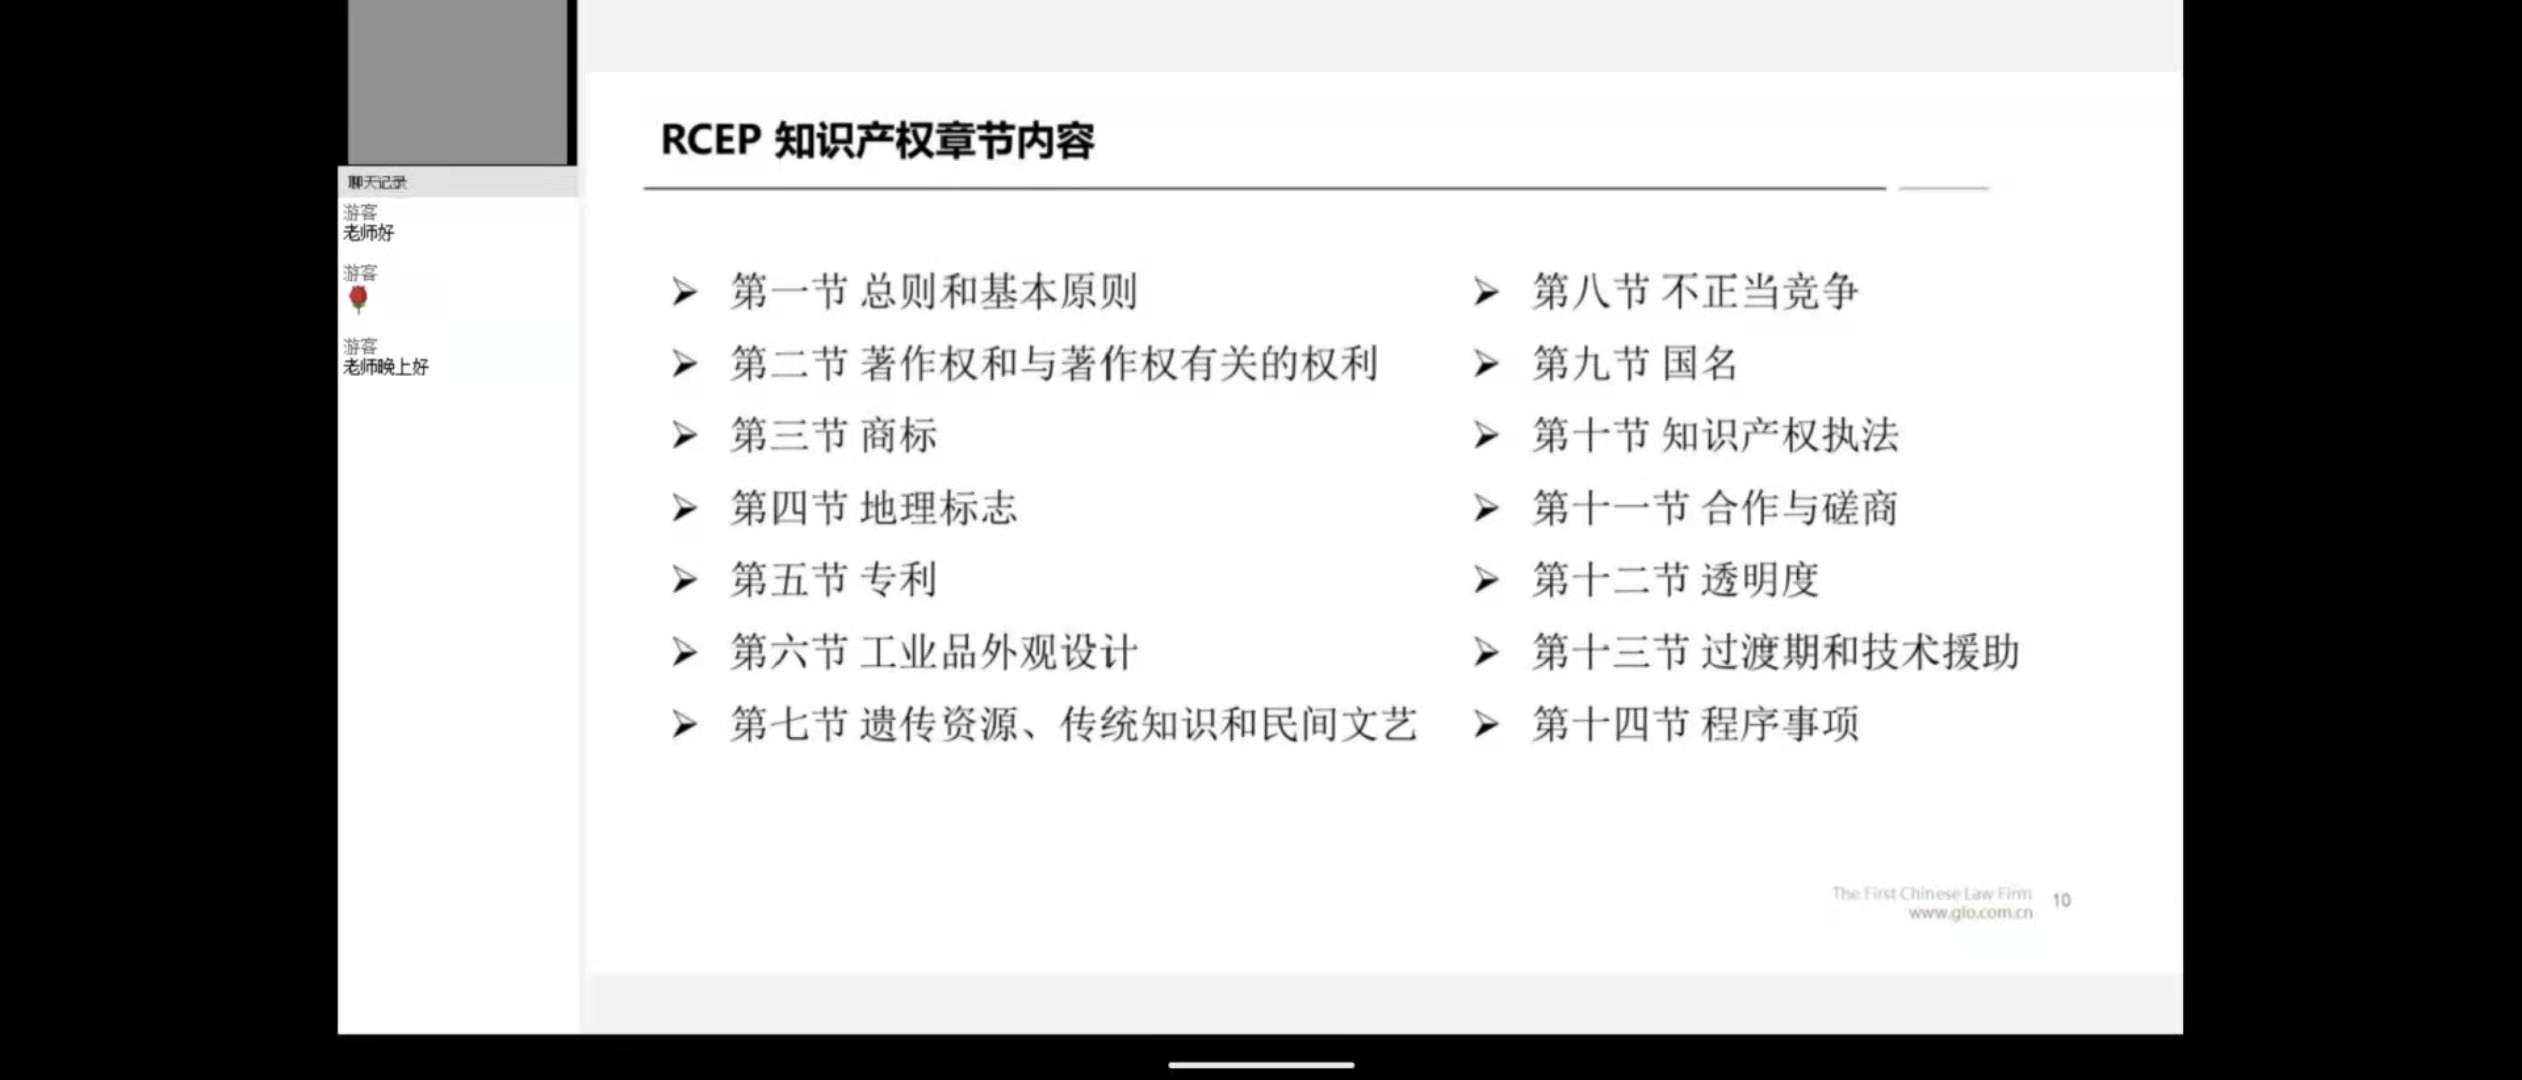 聊天记录
游客
老师好
游客
游客
老师晚上好
RCEP 知识产权章节内容
➢ 第一节 总则和基本原则
➢ 第二节 著作权和与著作权有关的权利
➢ 第三节 商标
➢ 第四节 地理标志
➢ 第五节 专利
➢ 第六节 工业品外观设计
➢ 第七节 遗传资源、传统知识和民间文艺
➢ 第八节 不正当竞争
➢ 第九节 国名
➢ 第十节 知识产权执法
➢ 第十一节 合作与磋商
➢ 第十二节 透明度
➢ 第十三节 过渡期和技术援助
➢ 第十四节 程序事项
The First Chinese Law Firm
www.glo.com.cn
10